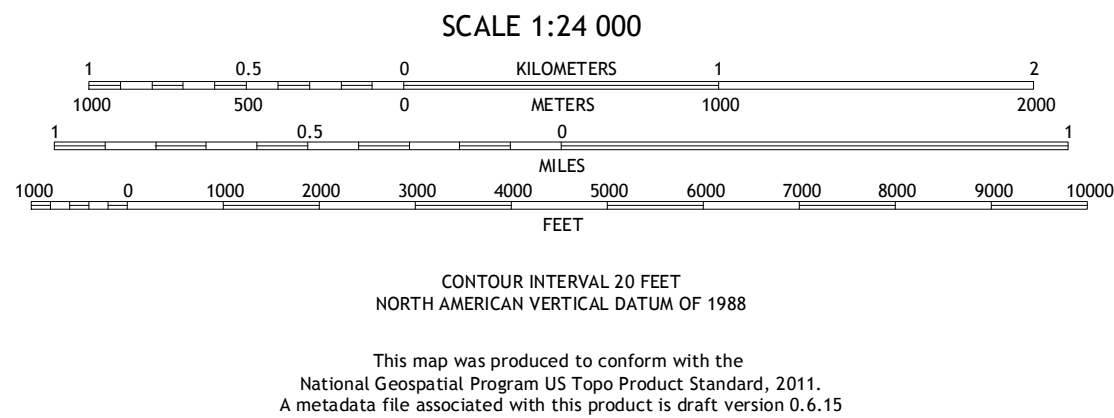 SCALE 1:24 000
1 0.5 0 KILOMETERS 1 2
1000 500 0 METERS 1000 2000
1 0.5 0 1
MILES
1000 0 1000 2000 3000 4000 5000 6000 7000 8000 9000 10000
FEET
CONTOUR INTERVAL 20 FEET
NORTH AMERICAN VERTICAL DATUM OF 1988
This map was produced to conform with the
National Geospatial Program US Topo Product Standard, 2011.
A metadata file associated with this product is draft version 0.6.15